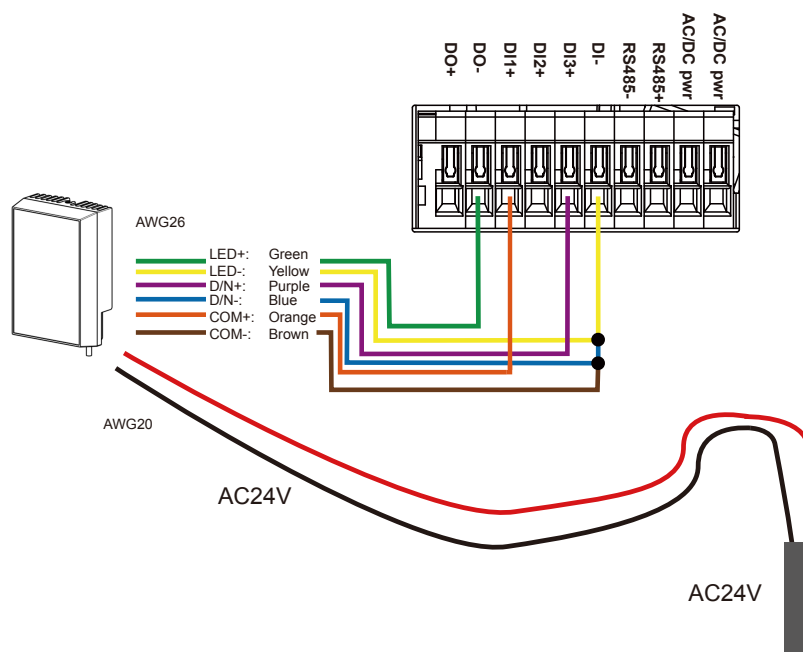 DO+
DO-
DI1+
DI2+
DI3+
DI-
RS485-
RS485+
AC/DC pwr
AC/DC pwr
AWG26
LED+: Green
LED-: Yellow
D/N+: Purple
D/N-: Blue
COM+: Orange
COM-: Brown
AWG20
AC24V
AC24V